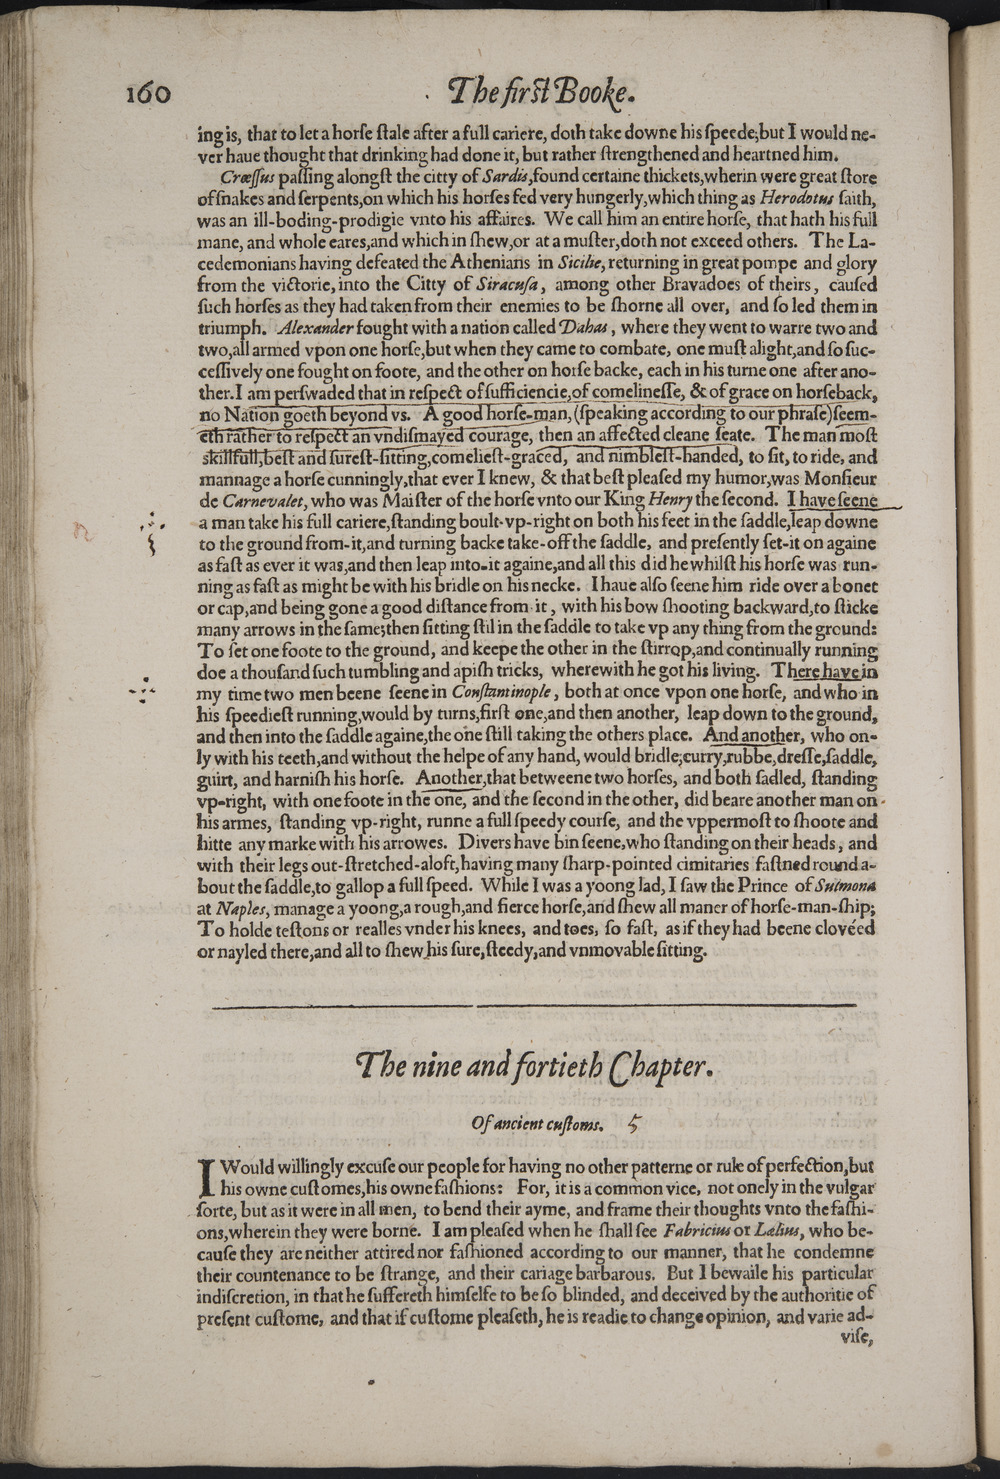 160
The first Booke.
ing is, that to let a horſe ſtale after a full cariere, doth take downe his ſpeede; but I would ne-
ver haue thought that drinking had done it, but rather ſtrengthened and heartned him.
Crœſſus paſſing alongſt the citty of Sardis, found certaine thickets, wherin were great ſtore
of ſnakes and ſerpents, on which his horſes fed very hungerly, which thing as Herodotus ſaith,
was an ill-boding-prodigie vnto his affaires. We call him an entire horſe, that hath his full
mane, and whole eares, and which in ſhew, or at a muſter, doth not exceed others. The La-
cedemonians having defeated the Athenians in Sicilie, returning in great pompe and glory
from the victorie, into the Citty of Siracuſa, among other Bravadoes of theirs, cauſed
ſuch horſes as they had taken from their enemies to be ſhorne all over, and ſo led them in
triumph. Alexander fought with a nation called Dahas, where they went to warre two and
two, all armed vpon one horſe, but when they came to combate, one muſt alight, and ſo ſuc-
ceſſively one fought on foote, and the other on horſe backe, each in his turne one after ano-
ther. I am perſwaded that in reſpect of ſufficiencie, of comelineſſe, & of grace on horſeback,
no Nation goeth beyond vs. A good horſe-man, (ſpeaking according to our phraſe) ſeem-
eth rather to reſpect an vndiſmayed courage, then an affected cleane ſeate. The man moſt
skillfull, beſt and ſureſt-ſitting, comelieſt-graced, and nimbleſt-handed, to ſit, to ride, and
mannage a horſe cunningly, that ever I knew, & that beſt pleaſed my humor, was Monſieur
de Carnevalet, who was Maiſter of the horſe vnto our King Henry the ſecond. I have ſeene
a man take his full cariere, ſtanding boult-vp-right on both his feet in the ſaddle, leap downe
to the ground from-it, and turning backe take-off the ſaddle, and preſently ſet-it on againe
as faſt as ever it was, and then leap into-it againe, and all this did he whilſt his horſe was run-
ning as faſt as might be with his bridle on his necke. I haue alſo ſeene him ride over a bonet
or cap, and being gone a good diſtance from it, with his bow ſhooting backward, to ſticke
many arrows in the ſame; then ſitting ſtil in the ſaddle to take vp any thing from the ground:
To ſet one foote to the ground, and keepe the other in the ſtirrop, and continually running
doe a thouſand ſuch tumbling and apiſh tricks, wherewith he got his living. There have in
my time two men beene ſeene in Conſtantinople, both at once vpon one horſe, and who in
his ſpeedieſt running, would by turns, firſt one, and then another, leap down to the ground,
and then into the ſaddle againe, the one ſtill taking the others place. And another, who on-
ly with his teeth, and without the helpe of any hand, would bridle, curry, rubbe, dreſſe, ſaddle,
guirt, and harniſh his horſe. Another, that betweene two horſes, and both ſadled, ſtanding
vp-right, with one foote in the one, and the ſecond in the other, did beare another man on
his armes, ſtanding vp-right, runne a full ſpeedy courſe, and the vppermoſt to ſhoote and
hitte any marke with his arrowes. Divers have bin ſeene, who ſtanding on their heads, and
with their legs out-ſtretched-aloft, having many ſharp-pointed cimitaries faſtned round a-
bout the ſaddle, to gallop a full ſpeed. While I was a yoong lad, I ſaw the Prince of Sulmona
at Naples, manage a yoong, a rough, and fierce horſe, and ſhew all maner of horſe-man-ſhip;
To holde teſtons or realles vnder his knees, and toes, ſo faſt, as if they had beene clovéed
or nayled there, and all to ſhew his ſure, ſteedy, and vnmovable ſitting.
The nine and fortieth Chapter.
Of ancient cuſtoms. 5
I Would willingly excuſe our people for having no other patterne or rule of perfection, but
his owne cuſtomes, his owne faſhions: For, it is a common vice, not onely in the vulgar
ſorte, but as it were in all men, to bend their ayme, and frame their thoughts vnto the faſhi-
ons, wherein they were borne. I am pleaſed when he ſhall ſee Fabricius or Lælius, who be-
cauſe they are neither attired nor faſhioned according to our manner, that he condemne
their countenance to be ſtrange, and their cariage barbarous. But I bewaile his particular
indiſcretion, in that he ſuffereth himſelfe to be ſo blinded, and deceived by the authoritie of
preſent cuſtome, and that if cuſtome pleaſeth, he is readie to change opinion, and varie ad-
viſe,